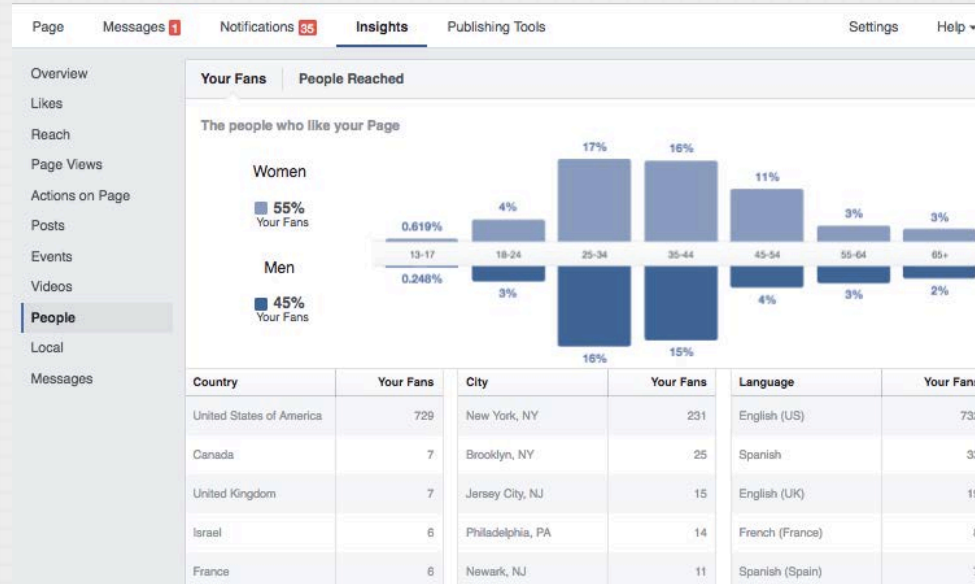 Page Messages 1 Notifications 35 Insights Publishing Tools Settings Help
Overview
Likes
Reach
Page Views
Actions on Page
Posts
Events
Videos
People
Local
Messages
Your Fans People Reached
The people who like your Page
Women
55%
Your Fans
Men
45%
Your Fans
0.619% 4% 17% 16% 11% 3% 3%
13-17 18-24 25-34 35-44 45-54 55-64 65+
0.248% 3% 16% 15% 4% 3% 2%
Country Your Fans City Your Fans Language Your Fans
United States of America 729 New York, NY 231 English (US)
Canada 7 Brooklyn, NY 25 Spanish
United Kingdom 7 Jersey City, NJ 15 English (UK)
Israel 6 Philadelphia, PA 14 French (France)
France 6 Newark, NJ 11 Spanish (Spain)